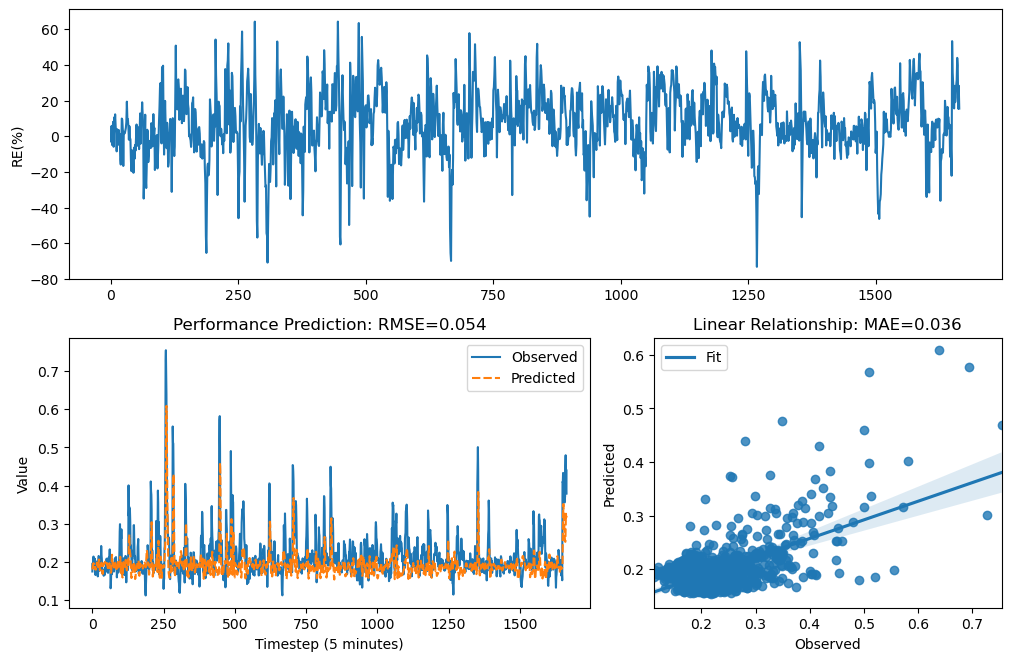 RE(%)
60
40
20
0
−20
−40
−60
−80
0 250 500 750 1000 1250 1500
Performance Prediction: RMSE=0.054
Value
0.7
0.6
0.5
0.4
0.3
0.2
0.1
Observed
Predicted
0 250 500 750 1000 1250 1500
Timestep (5 minutes)
Linear Relationship: MAE=0.036
Predicted
0.6
0.5
0.4
0.3
0.2
Fit
0.2 0.3 0.4 0.5 0.6 0.7
Observed